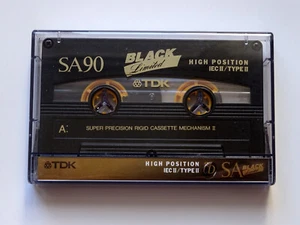 SA90
BLACK
Limited
HIGH POSITION
IEC II/TYPE II
TDK
A:
SUPER PRECISION RIGID CASSETTE MECHANISM II
TDK
HIGH POSITION
IEC II/TYPE II
SA BLACK